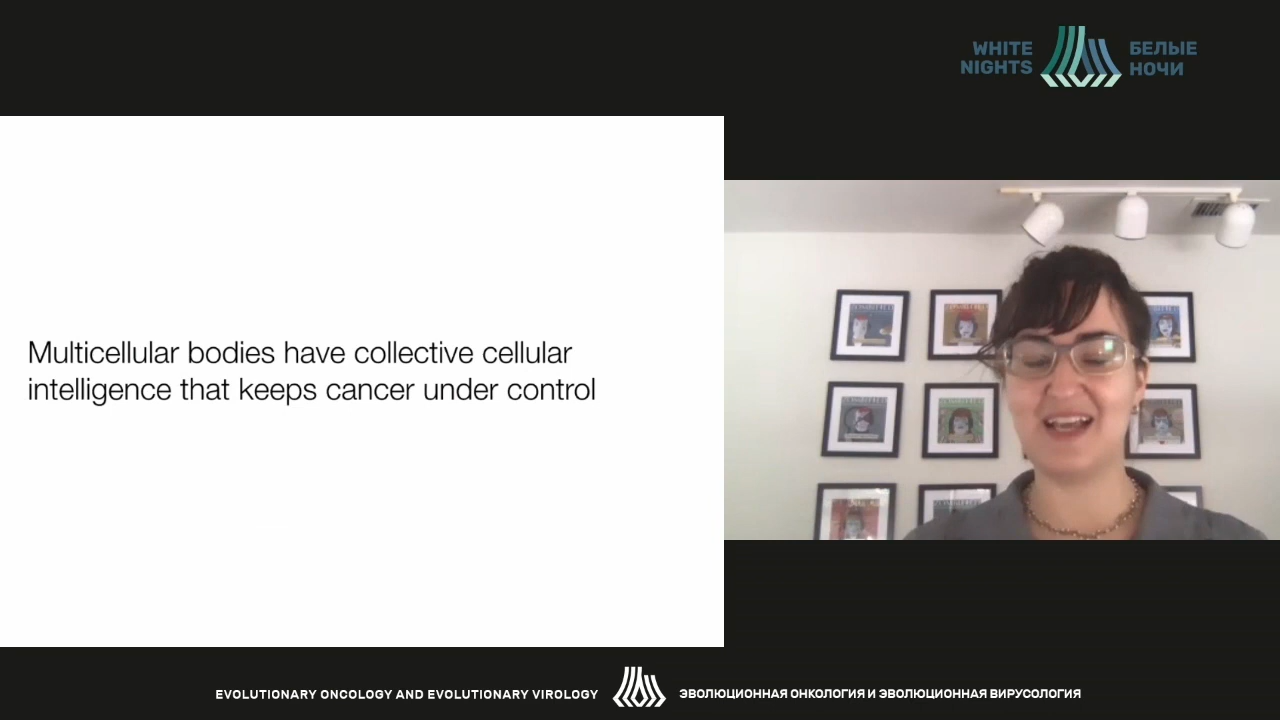 WHITE
NIGHTS
БЕЛЫЕ
НОЧИ
Multicellular bodies have collective cellular
intelligence that keeps cancer under control
EVOLUTIONARY ONCOLOGY AND EVOLUTIONARY VIROLOGY
ЭВОЛЮЦИОННАЯ ОНКОЛОГИЯ И ЭВОЛЮЦИОННАЯ ВИРУСОЛОГИЯ